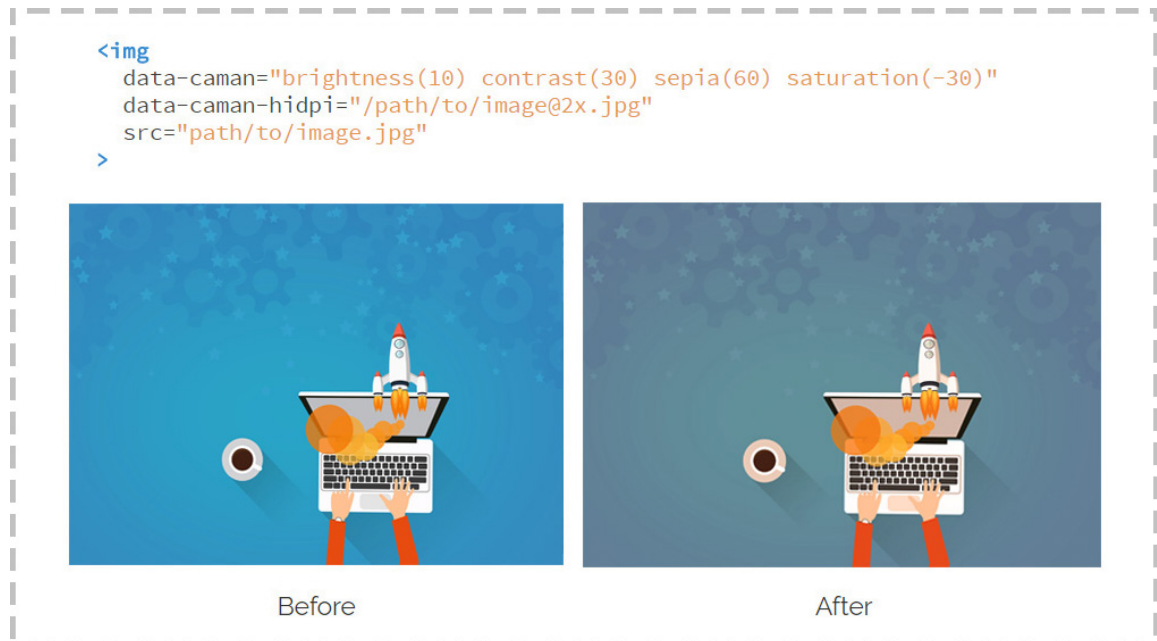 <img
data-caman="brightness(10) contrast(30) sepia(60) saturation(-30)"
data-caman-hidpi="/path/to/image@2x.jpg"
src="path/to/image.jpg"
>
Before
After